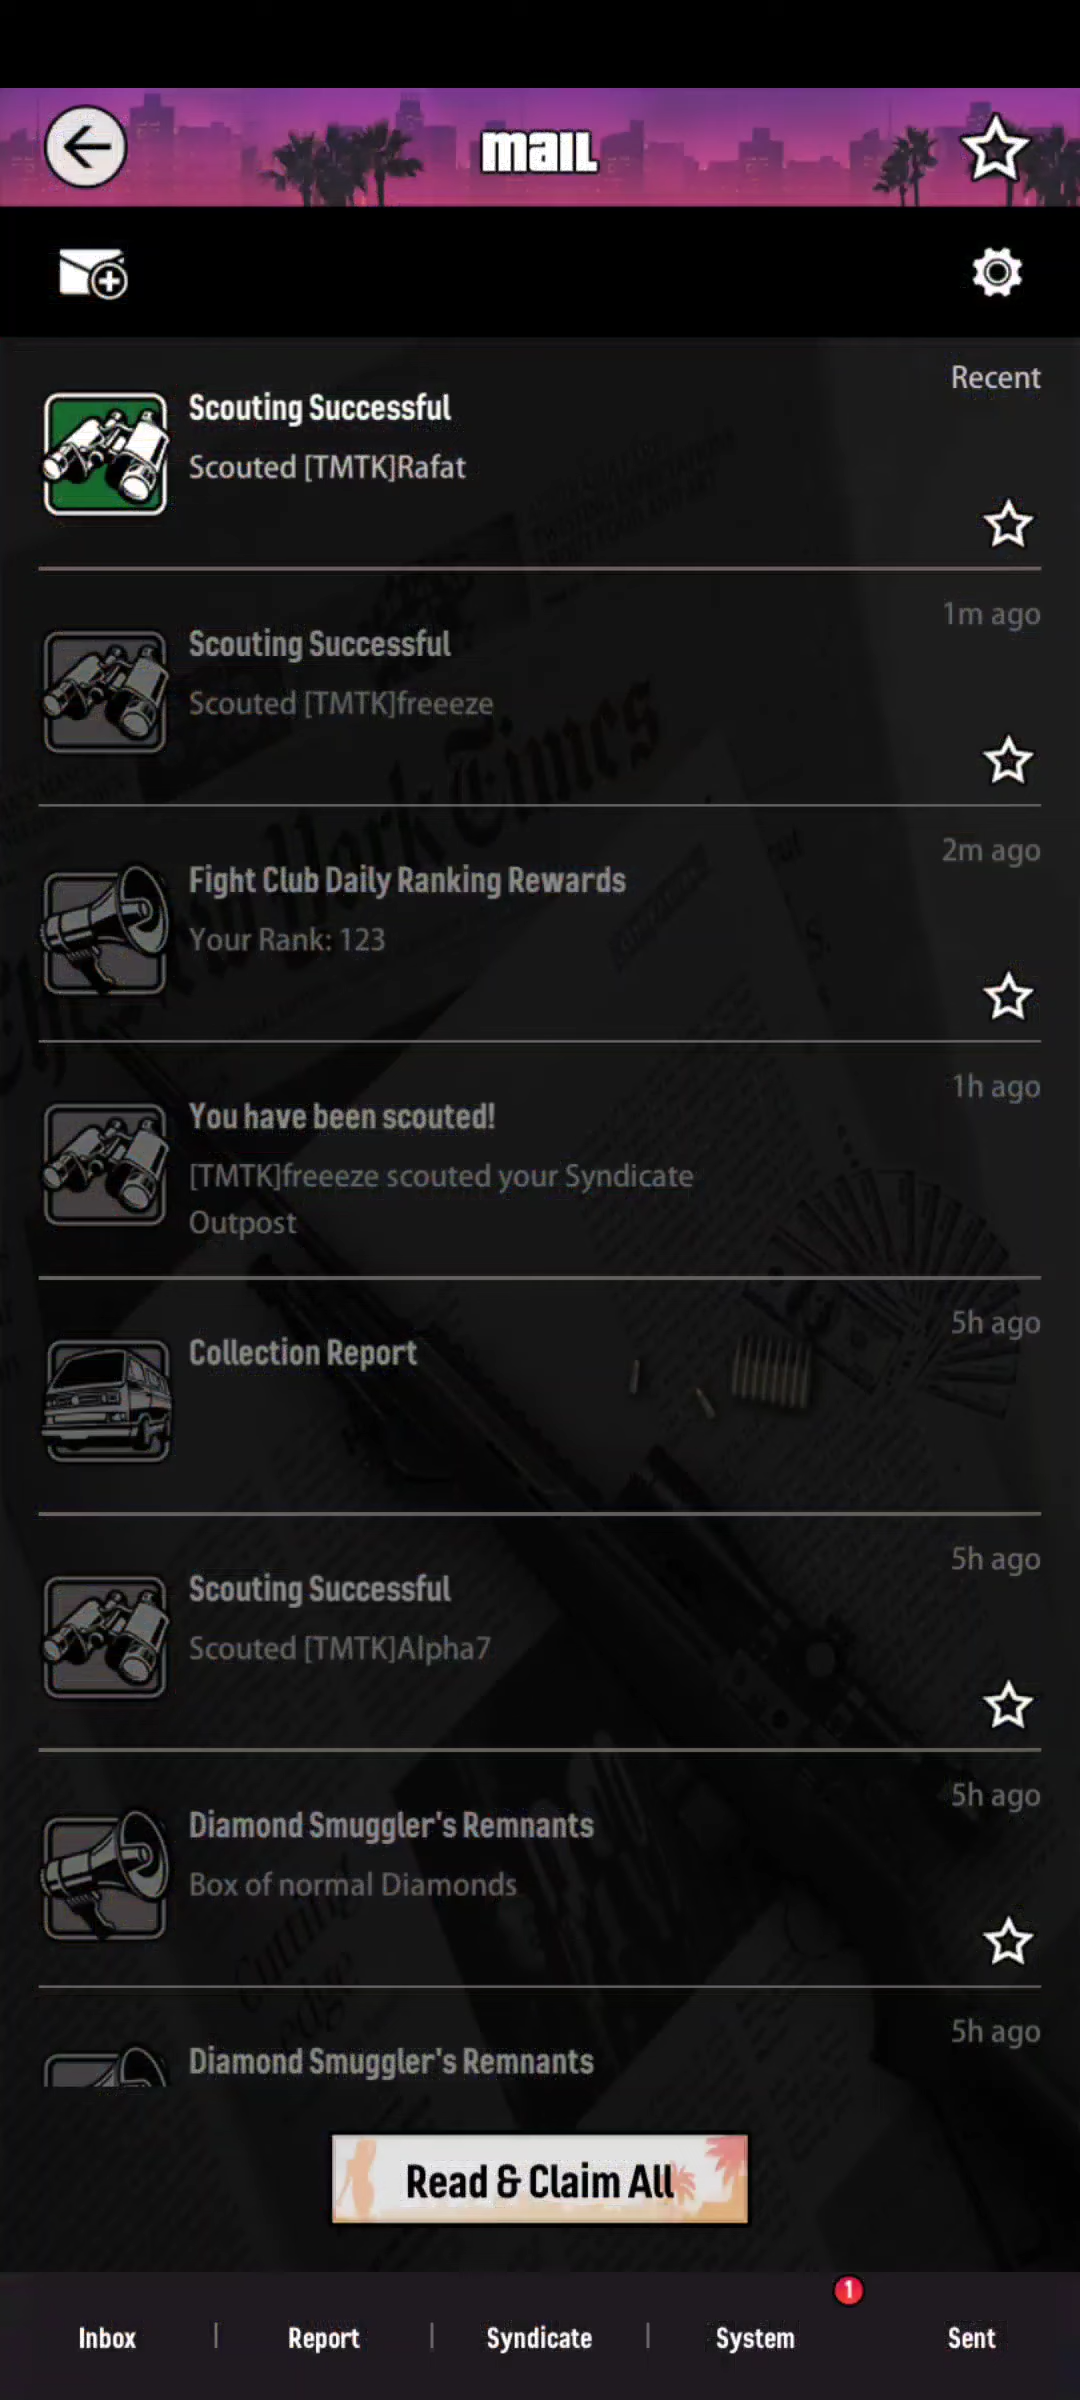 mail
Recent
Scouting Successful
Scouted [TMTK]Rafat
1m ago
Scouting Successful
Scouted [TMTK]freeeze
2m ago
Fight Club Daily Ranking Rewards
Your Rank: 123
1h ago
You have been scouted!
[TMTK]freeeze scouted your Syndicate
Outpost
5h ago
Collection Report
5h ago
Scouting Successful
Scouted [TMTK]Alpha7
5h ago
Diamond Smuggler's Remnants
Box of normal Diamonds
5h ago
Diamond Smuggler's Remnants
Read & Claim All
1
Inbox | Report | Syndicate | System Sent